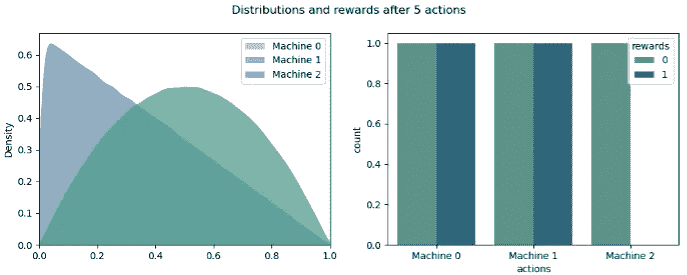 Distributions and rewards after 5 actions
Machine 0
Machine 1
Machine 2
Density
0.6
0.5
0.4
0.3
0.2
0.1
0.0
0.0 0.2 0.4 0.6 0.8 1.0
rewards
0
1
count
1.0
0.8
0.6
0.4
0.2
0.0
Machine 0 Machine 1 Machine 2
actions